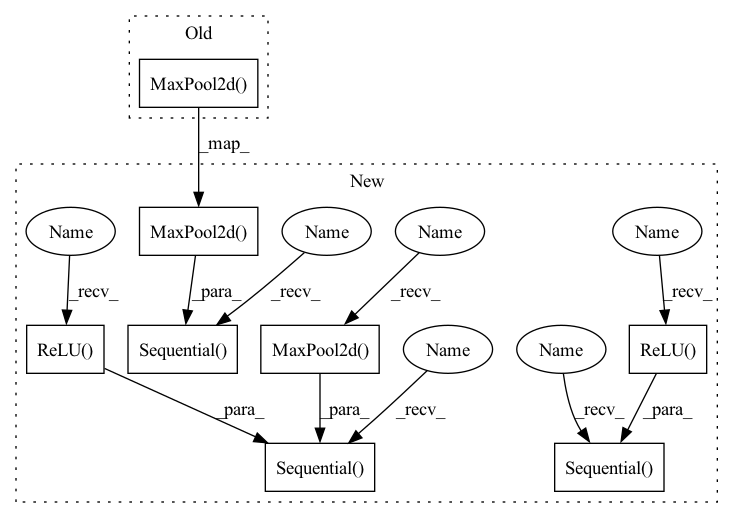 Old
MaxPool2d()
_map_
New
Name
MaxPool2d()
Name
Name
Name
_recv_
_para_
_recv_
_recv_
_recv_
ReLU()
Sequential()
MaxPool2d()
Name
Name
ReLU()
_para_
_para_
_recv_
_recv_
_para_
Sequential()
Sequential()